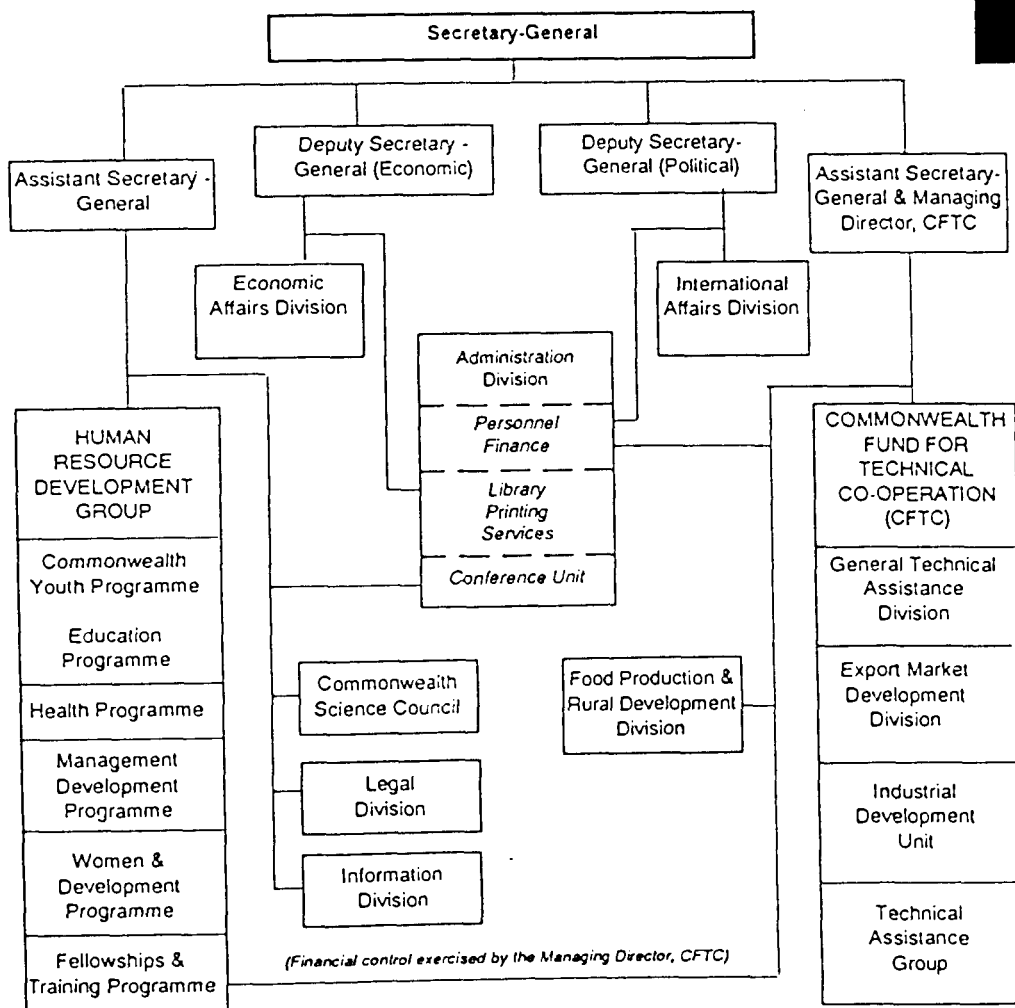 Secretary-General
Assistant Secretary -
General
Deputy Secretary -
General (Economic)
Deputy Secretary-
General (Political)
Assistant Secretary-
General & Managing
Director, CFTC
Economic
Affairs Division
International
Affairs Division
Administration
Division
Personnel
Finance
Library
Printing
Services
Conference Unit
HUMAN
RESOURCE
DEVELOPMENT
GROUP
Commonwealth
Youth Programme
Education
Programme
Health Programme
Management
Development
Programme
Women &
Development
Programme
Fellowships &
Training Programme
Commonwealth
Science Council
Legal
Division
Information
Division
Food Production &
Rural Development
Division
(Financial control exercised by the Managing Director, CFTC)
COMMONWEALTH
FUND FOR
TECHNICAL
CO-OPERATION
(CFTC)
General Technical
Assistance
Division
Export Market
Development
Division
Industrial
Development
Unit
Technical
Assistance
Group